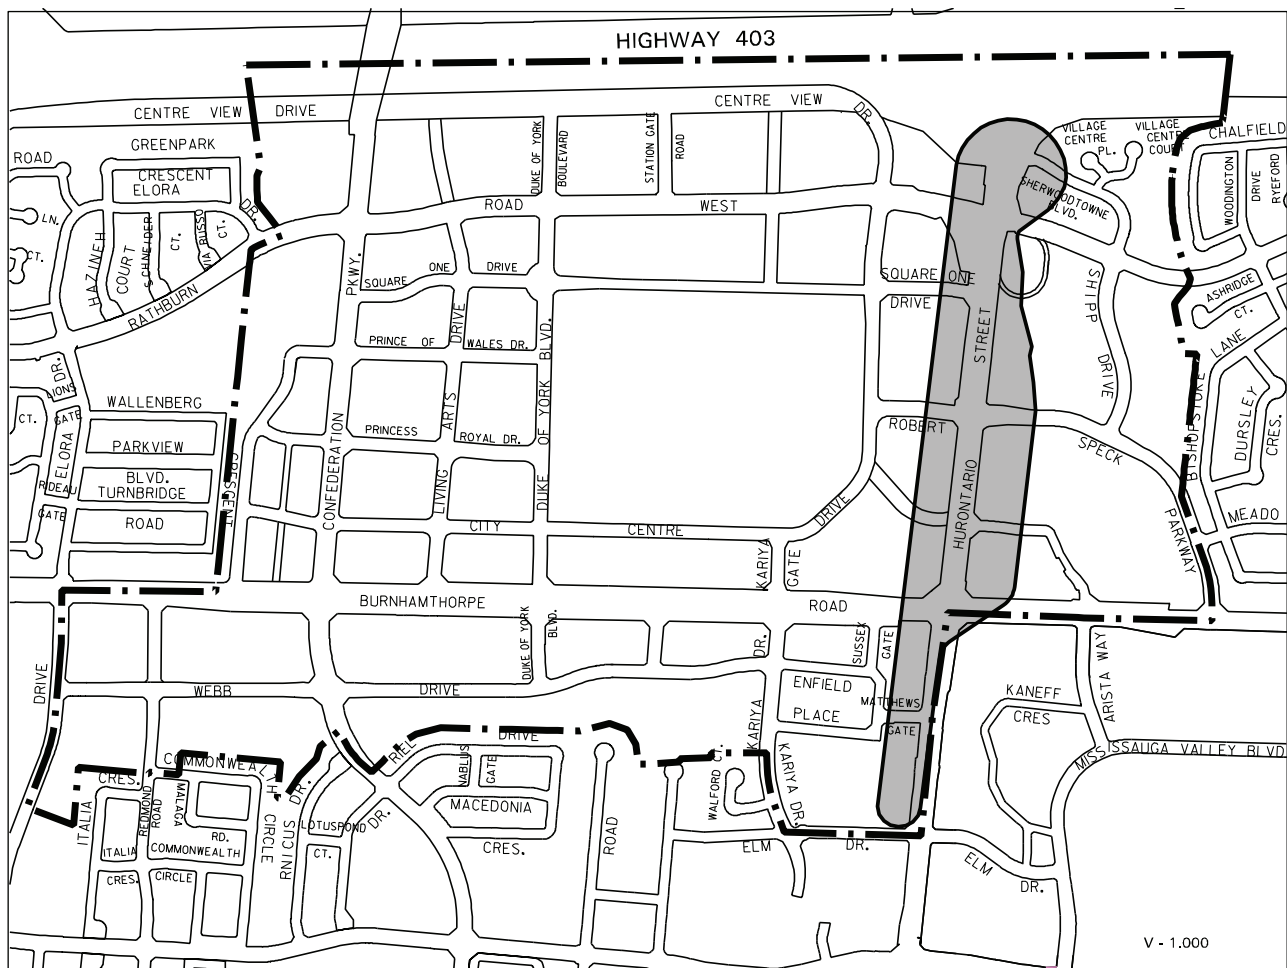 HIGHWAY 403
CENTRE VIEW DRIVE
CENTRE VIEW
DR.
GREENPARK
ROAD
CRESCENT
ELORA
DR.
LN.
CT.
HAZINEH
COURT
SCHNEIDER
CT.
VIA RUSSO
CT.
RATHBURN
ROAD
WEST
DUKE OF YORK
BOULEVARD
STATION GATE
ROAD
VILLAGE
CENTRE
PL.
VILLAGE
CENTRE
COURT
CHALFIELD
WOODINGTON
DRIVE
RYEFORD
SHERWOODTOWNE
BLVD.
PKWY.
SQUARE ONE DRIVE
SQUARE ONE
DRIVE
ASHRIDGE
CT.
LANE
SHIPP
DRIVE
STREET
PRINCE OF WALES DR.
DRIVE
DUKE OF YORK BLVD.
DR.
LIONS
GATE
CT.
WALLENBERG
PARKVIEW
BLVD.
TURNBRIDGE
ROAD
ELORA
RIDEAU
GATE
CRESCENT
CONFEDERATION
PRINCESS ROYAL DR.
ARTS
LIVING
ROBERT
SPECK
PARKWAY
BISHOPSTOKE
DURSLEY
CRES.
MEADO
CITY CENTRE
DRIVE
HURONTARIO
KARIYA
GATE
BURNHAMTHORPE ROAD
DUKE OF YORK
BLVD.
DR.
SUSSEX
GATE
ARISTA WAY
DRIVE
WEBB DRIVE
ENFIELD
PLACE
MATTHEWS
GATE
KANEFF
CRES
KARIYA
MISSISSAUGA VALLEY BLVD
DRIVE
RIEL
NABLUS
GATE
COMMONWEALTH
CRES.
DR.
KARIYA DR.
WALFORD CT.
ITALIA
REDMOND
ROAD
MALAGA
RD.
CIRCLE
RNICJUS
LOTUSPOND
CT.
DR.
MACEDONIA
CRES.
ROAD
ELM DR.
ELM
DR.
ITALIA
CRES.
COMMONWEALTH
CIRCLE
V - 1.000